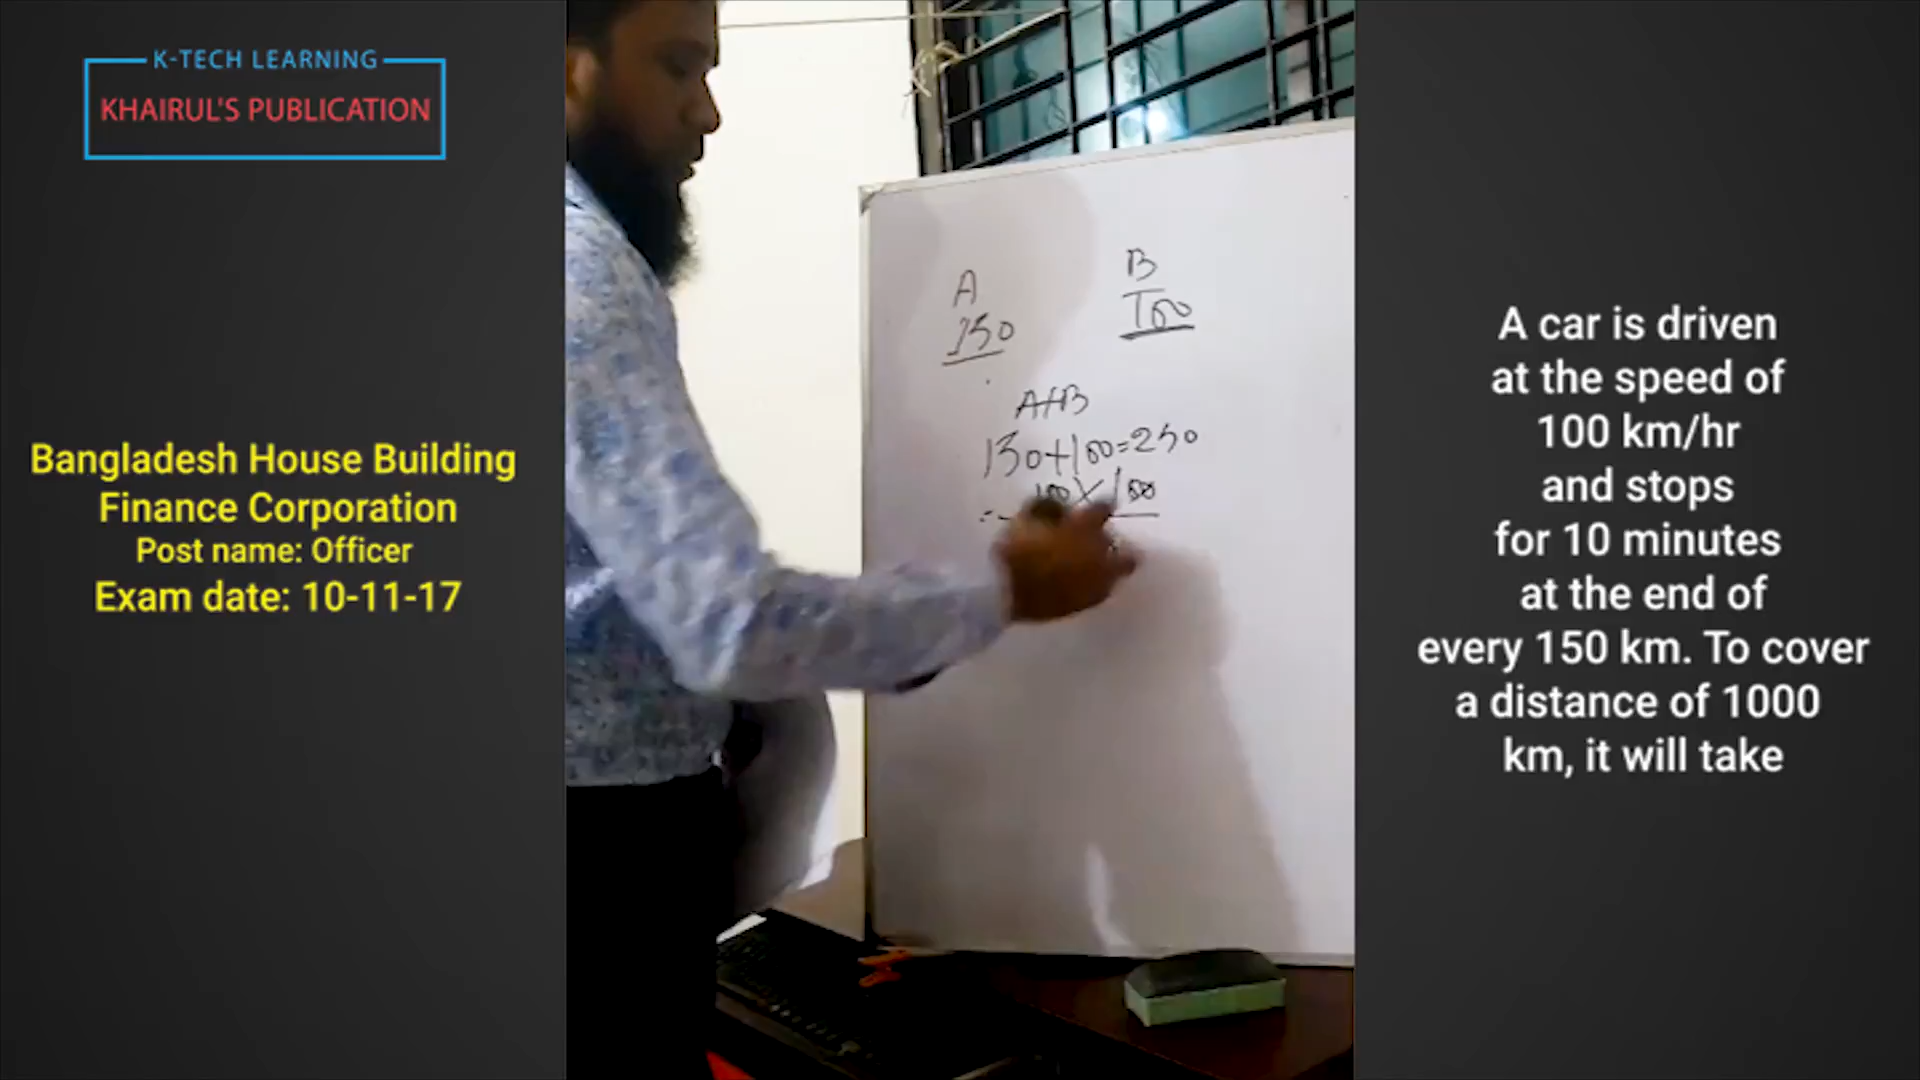 K-TECH LEARNING
KHAIRUL'S PUBLICATION
Bangladesh House Building
Finance Corporation
Post name: Officer
Exam date: 10-11-17
A
150
B
100
A+B
150+100=250
100×100
A car is driven
at the speed of
100 km/hr
and stops
for 10 minutes
at the end of
every 150 km. To cover
a distance of 1000
km, it will take